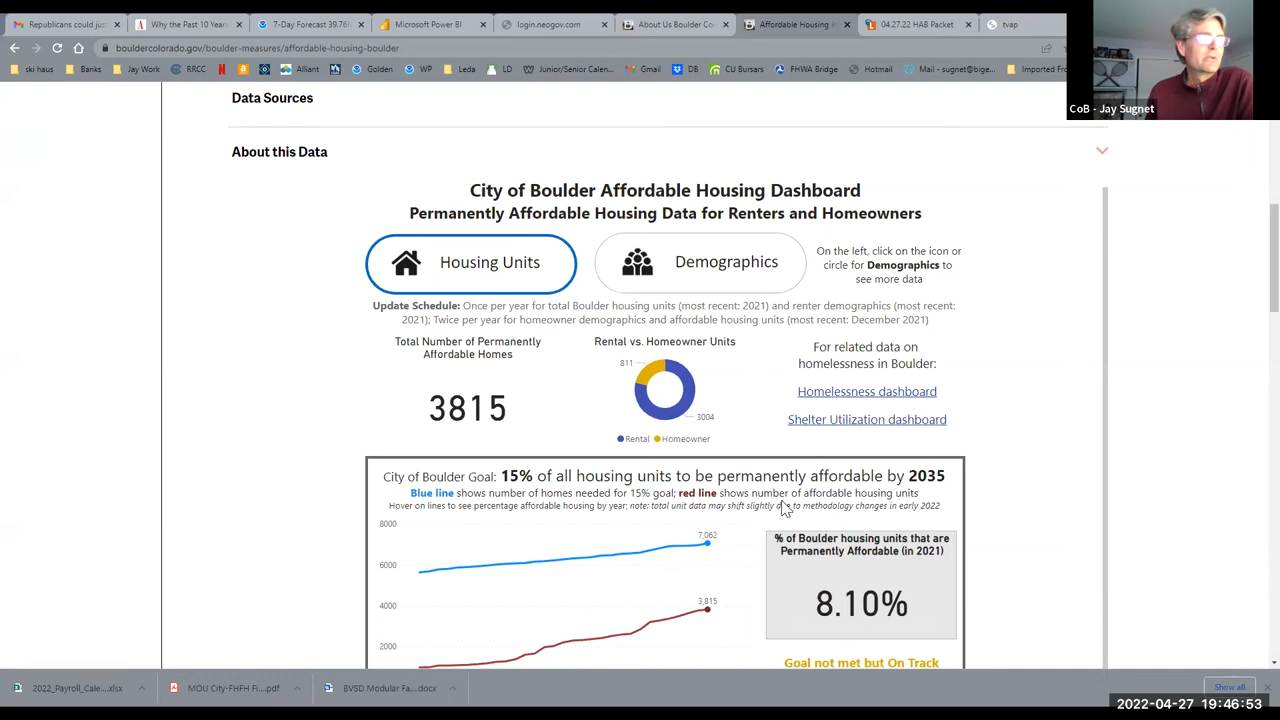 Republicans could just
Why the Past 10 Years
7-Day Forecast 39.76
Microsoft Power BI
login.neogov.com
About Us Boulder Co
Affordable Housing in
04.27.22 HAB Packet
tvap
bouldercolorado.gov/boulder-measures/affordable-housing-boulder
ski haus
Banks
Jay Work
RRCC
Alliant
Golden
WP
Leda
LD
Junior/Senior Calen...
Gmail
DB
CU Bursars
FHWA Bridge
Hotmail
Mail - sugnet@bige...
Imported Fro
CoB - Jay Sugnet
Data Sources
About this Data
City of Boulder Affordable Housing Dashboard
Permanently Affordable Housing Data for Renters and Homeowners
Housing Units
Demographics
On the left, click on the icon or
circle for Demographics to
see more data
Update Schedule: Once per year for total Boulder housing units (most recent: 2021) and renter demographics (most recent:
2021); Twice per year for homeowner demographics and affordable housing units (most recent: December 2021)
Total Number of Permanently
Affordable Homes
3815
Rental vs. Homeowner Units
811
3004
Rental
Homeowner
For related data on
homelessness in Boulder:
Homelessness dashboard
Shelter Utilization dashboard
City of Boulder Goal: 15% of all housing units to be permanently affordable by 2035
Blue line shows number of homes needed for 15% goal; red line shows number of affordable housing units
Hover on lines to see percentage affordable housing by year; note: total unit data may shift slightly due to methodology changes in early 2022
8000
6000
4000
2000
7,062
3,815
% of Boulder housing units that are
Permanently Affordable (in 2021)
8.10%
Goal not met but On Track
2022_Payroll_Cale....xlsx
MOU City-FHFH Fi....pdf
BVSD Modular Fa....docx
Show all
2022-04-27 19:46:53